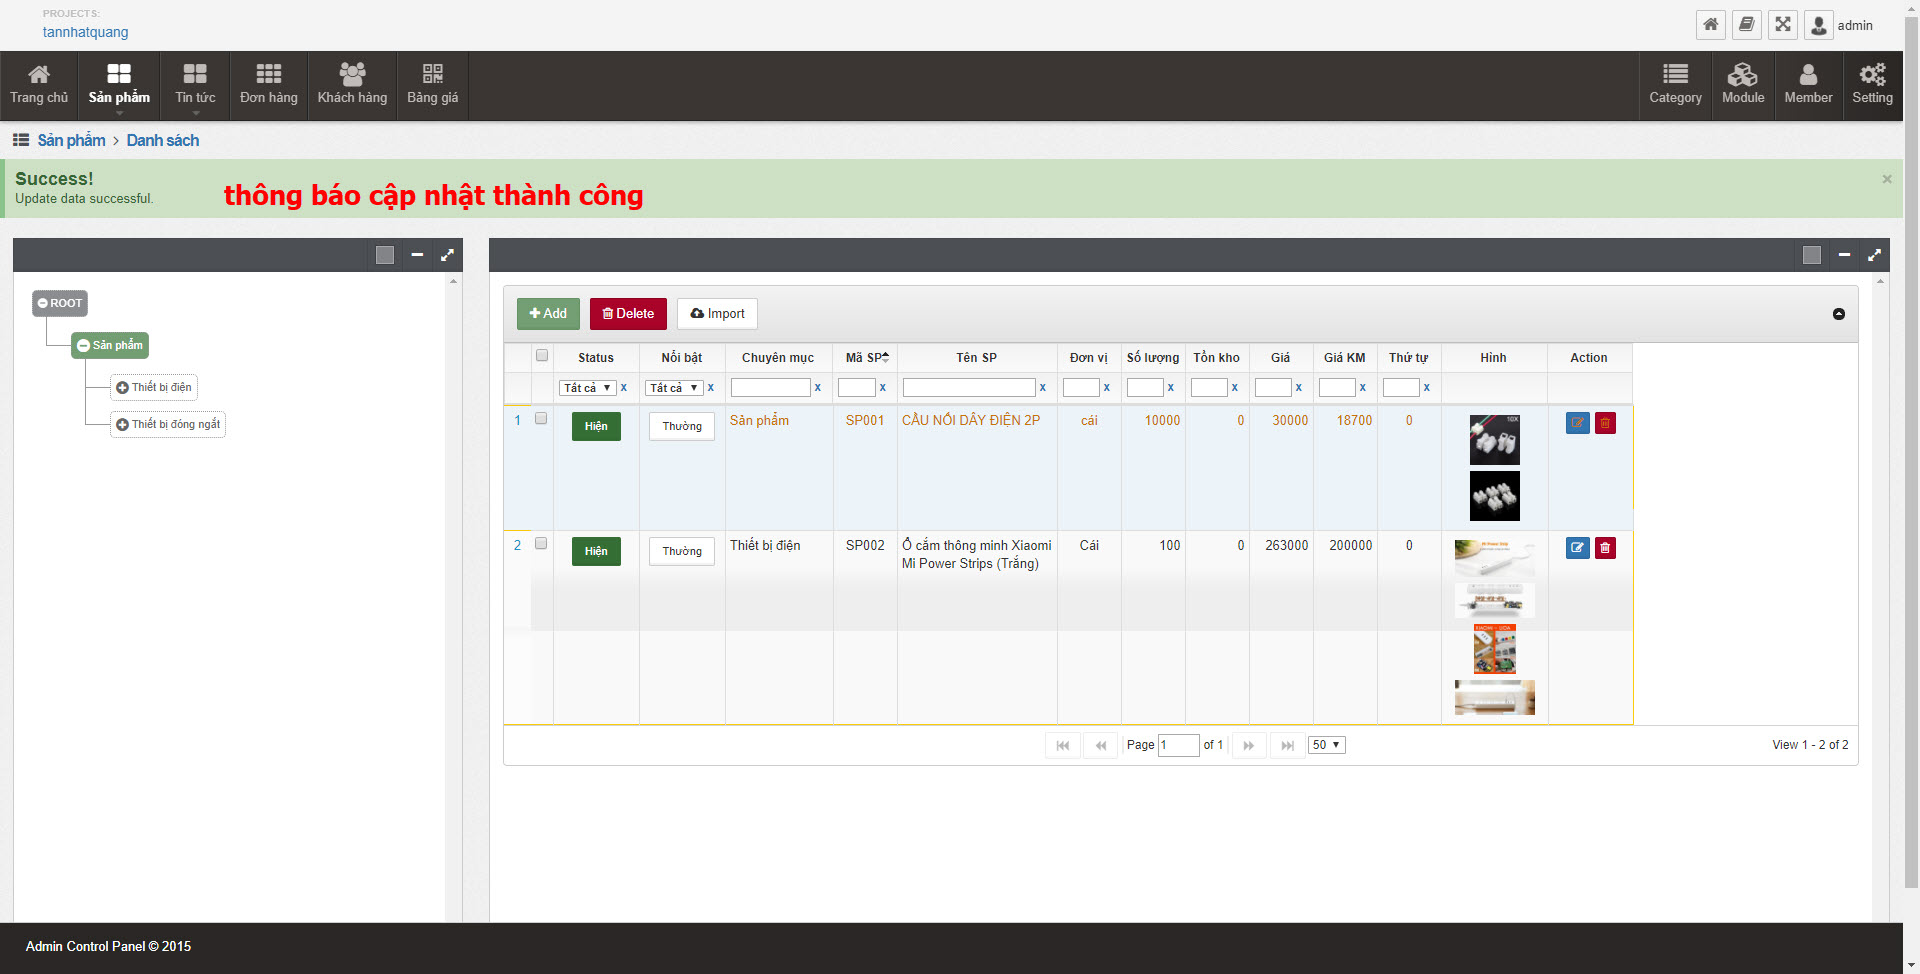 PROJECTS:
tannhatquang
admin
Trang chủ
Sản phẩm
Tin tức
Đơn hàng
Khách hàng
Bảng giá
Category
Module
Member
Setting
Sản phẩm > Danh sách
Success!
Update data successful.
thông báo cập nhật thành công
×
ROOT
Sản phẩm
Thiết bị điện
Thiết bị đóng ngắt
Add Delete Import
Status Nổi bật Chuyên mục Mã SP Tên SP Đơn vị Số lượng Tồn kho Giá Giá KM Thứ tự Hình Action
Tất cả x Tất cả x x x x x x x x x x
1 Hiện Thường Sản phẩm SP001 CẦU NỐI DÂY ĐIỆN 2P cái 10000 0 30000 18700 0
10X
2 Hiện Thường Thiết bị điện SP002 Ổ cắm thông minh Xiaomi Cái 100 0 263000 200000 0
Mi Power Strips (Trắng)
Page 1 of 1 50 View 1 - 2 of 2
Admin Control Panel © 2015